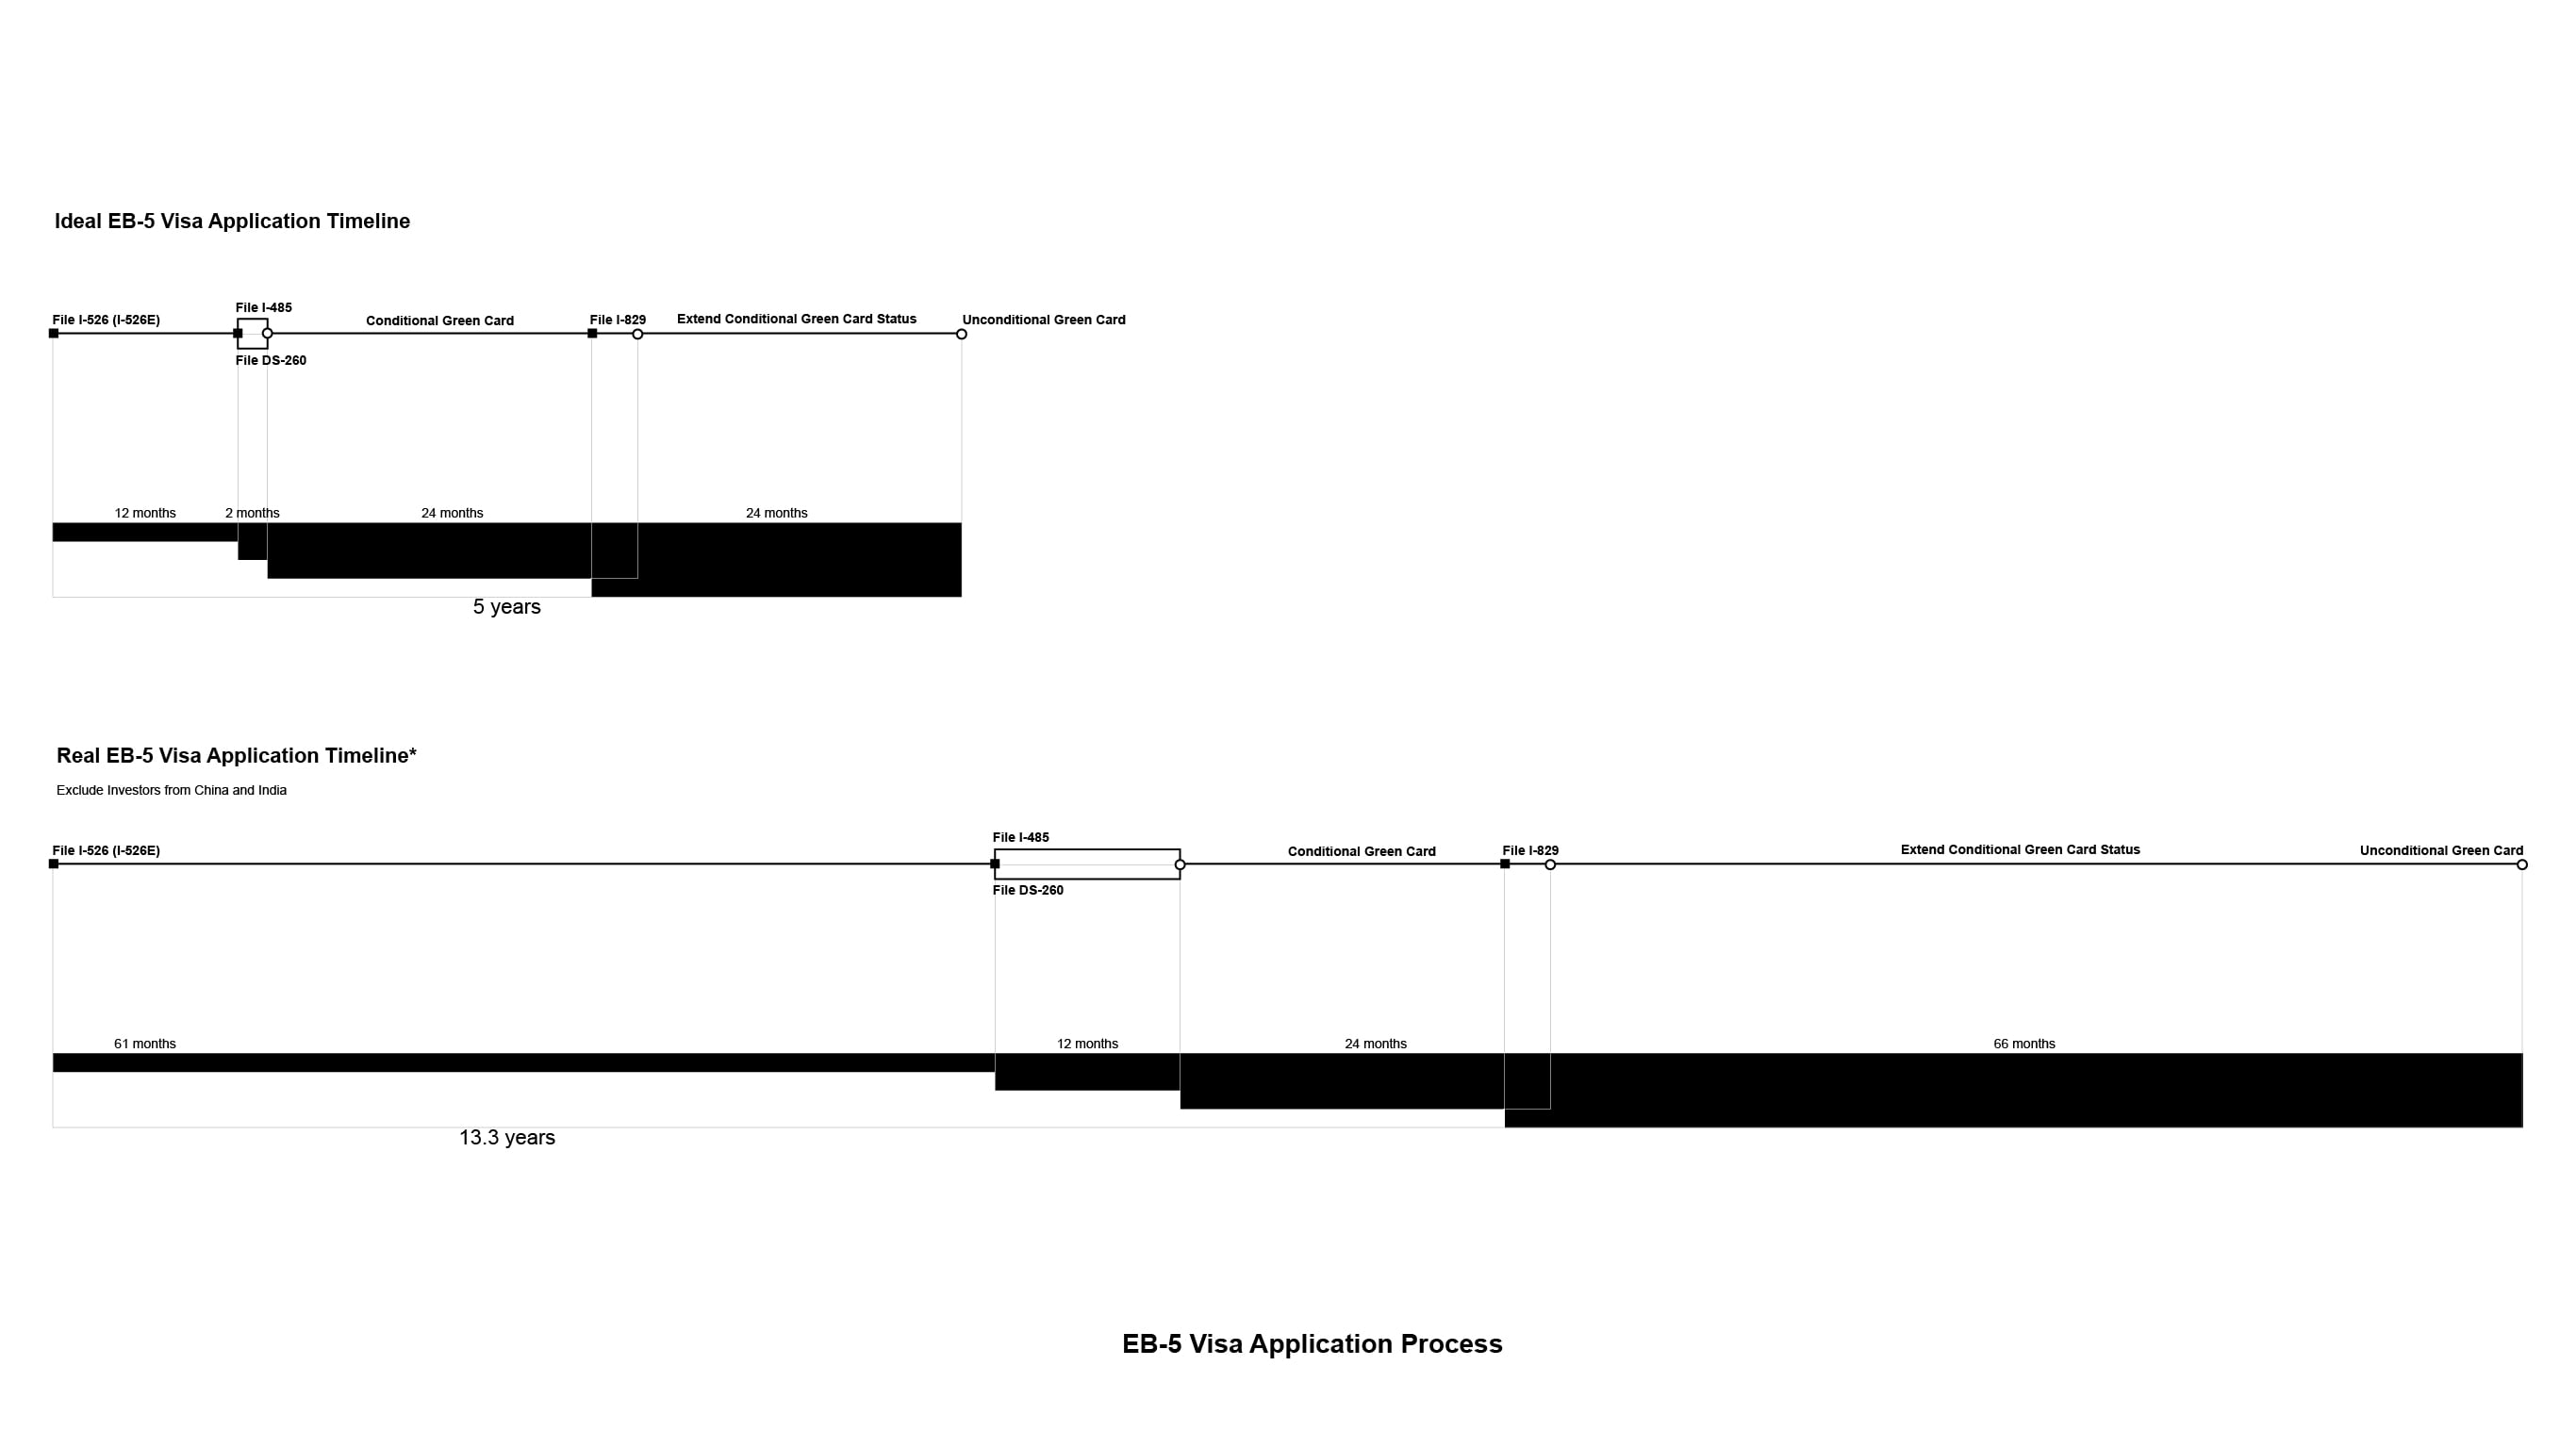 Ideal EB-5 Visa Application Timeline
File I-485
File I-526 (I-526E)
Conditional Green Card
File I-829
Extend Conditional Green Card Status
Unconditional Green Card
File DS-260
12 months
2 months
24 months
24 months
5 years
Real EB-5 Visa Application Timeline*
Exclude Investors from China and India
File I-485
File I-526 (I-526E)
Conditional Green Card
File I-829
Extend Conditional Green Card Status
Unconditional Green Card
File DS-260
61 months
12 months
24 months
66 months
13.3 years
EB-5 Visa Application Process